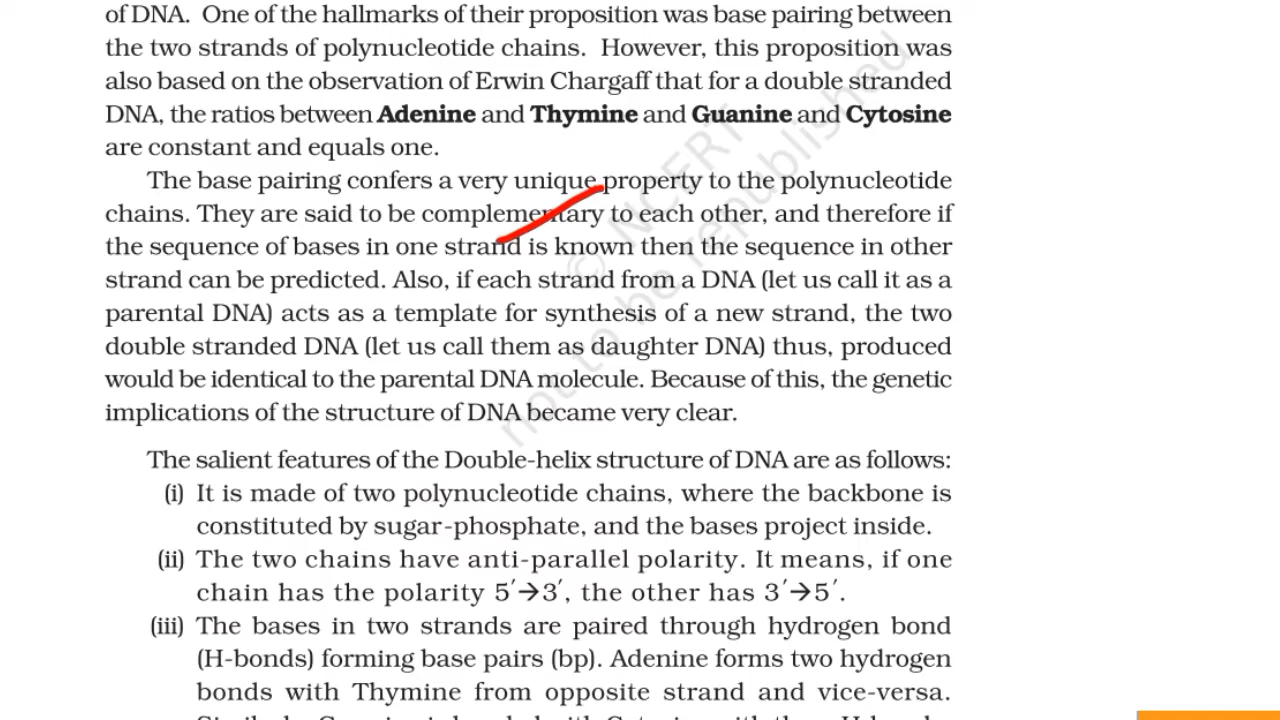 of DNA. One of the hallmarks of their proposition was base pairing between
the two strands of polynucleotide chains. However, this proposition was
also based on the observation of Erwin Chargaff that for a double stranded
DNA, the ratios between Adenine and Thymine and Guanine and Cytosine
are constant and equals one.
The base pairing confers a very unique property to the polynucleotide
chains. They are said to be complementary to each other, and therefore if
the sequence of bases in one strand is known then the sequence in other
strand can be predicted. Also, if each strand from a DNA (let us call it as a
parental DNA) acts as a template for synthesis of a new strand, the two
double stranded DNA (let us call them as daughter DNA) thus, produced
would be identical to the parental DNA molecule. Because of this, the genetic
implications of the structure of DNA became very clear.
The salient features of the Double-helix structure of DNA are as follows:
(i) It is made of two polynucleotide chains, where the backbone is
constituted by sugar-phosphate, and the bases project inside.
(ii) The two chains have anti-parallel polarity. It means, if one
chain has the polarity 5′→3′, the other has 3′→5′.
(iii) The bases in two strands are paired through hydrogen bond
(H-bonds) forming base pairs (bp). Adenine forms two hydrogen
bonds with Thymine from opposite strand and vice-versa.
© NCERT
not to be republished